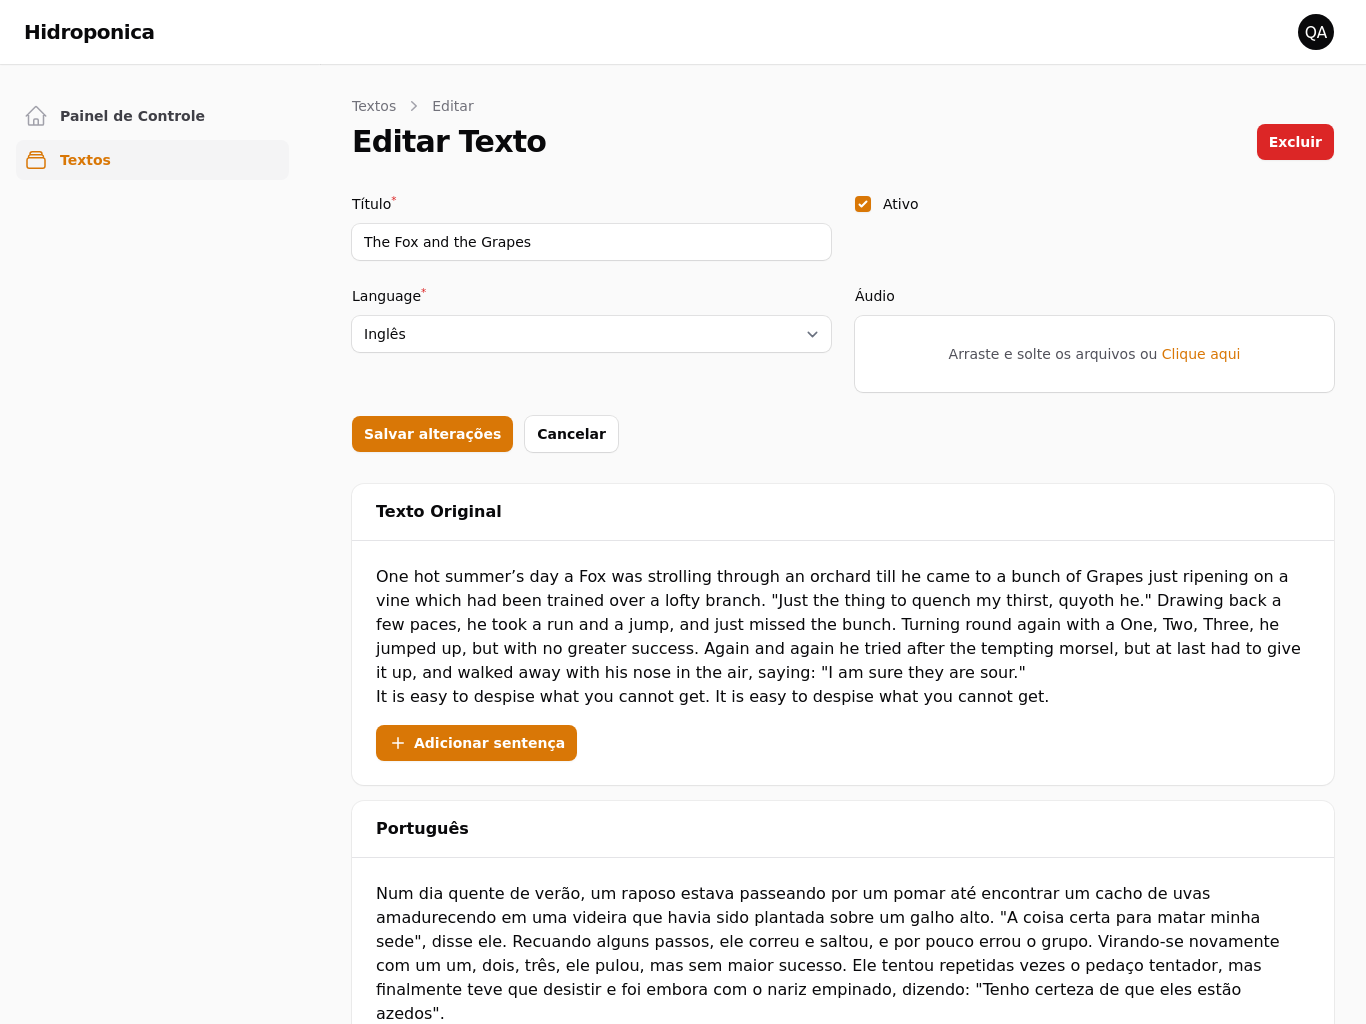 Hidroponica
QA
Painel de Controle
Textos
Textos > Editar
Editar Texto
Excluir
Título*
Ativo
The Fox and the Grapes
Language*
Áudio
Inglês
Arraste e solte os arquivos ou Clique aqui
Salvar alterações
Cancelar
Texto Original
One hot summer’s day a Fox was strolling through an orchard till he came to a bunch of Grapes just ripening on a
vine which had been trained over a lofty branch. "Just the thing to quench my thirst, quyoth he." Drawing back a
few paces, he took a run and a jump, and just missed the bunch. Turning round again with a One, Two, Three, he
jumped up, but with no greater success. Again and again he tried after the tempting morsel, but at last had to give
it up, and walked away with his nose in the air, saying: "I am sure they are sour."
It is easy to despise what you cannot get. It is easy to despise what you cannot get.
Adicionar sentença
Português
Num dia quente de verão, um raposo estava passeando por um pomar até encontrar um cacho de uvas
amadurecendo em uma videira que havia sido plantada sobre um galho alto. "A coisa certa para matar minha
sede", disse ele. Recuando alguns passos, ele correu e saltou, e por pouco errou o grupo. Virando-se novamente
com um um, dois, três, ele pulou, mas sem maior sucesso. Ele tentou repetidas vezes o pedaço tentador, mas
finalmente teve que desistir e foi embora com o nariz empinado, dizendo: "Tenho certeza de que eles estão
azedos".